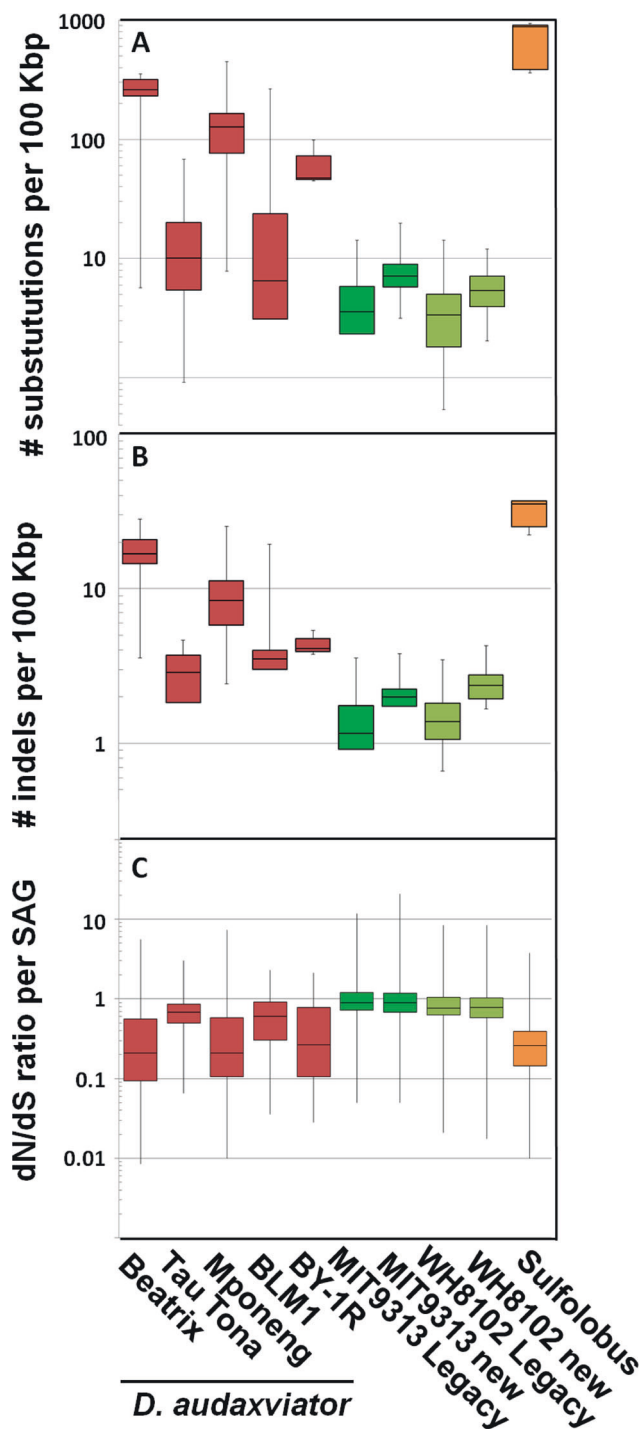 # substututions per 100 Kbp
A
1000
100
10
# indels per 100 Kbp
B
100
10
1
dN/dS ratio per SAG
C
10
1
0.1
0.01
Beatrix
Tau Tona
Mponeng
BLM1
BY-1R
MIT9313 Legacy
MIT9313 new
WH8102 Legacy
WH8102 new
Sulfolobus
D. audaxviator